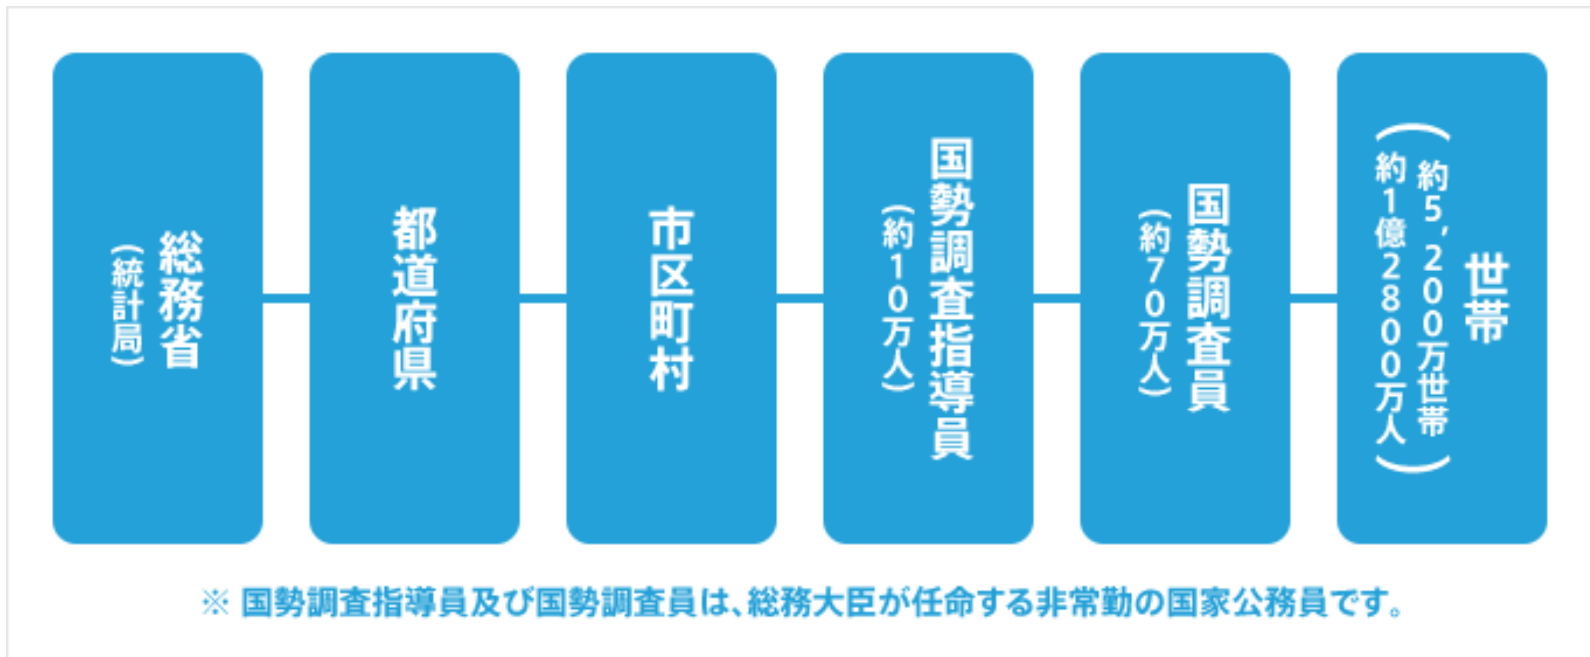 総務省
（統計局）
都道府県
市区町村
国勢調査指導員
（約10万人）
国勢調査員
（約70万人）
世帯
（約5,200万世帯
約1億2800万人）
※ 国勢調査指導員及び国勢調査員は、総務大臣が任命する非常勤の国家公務員です。